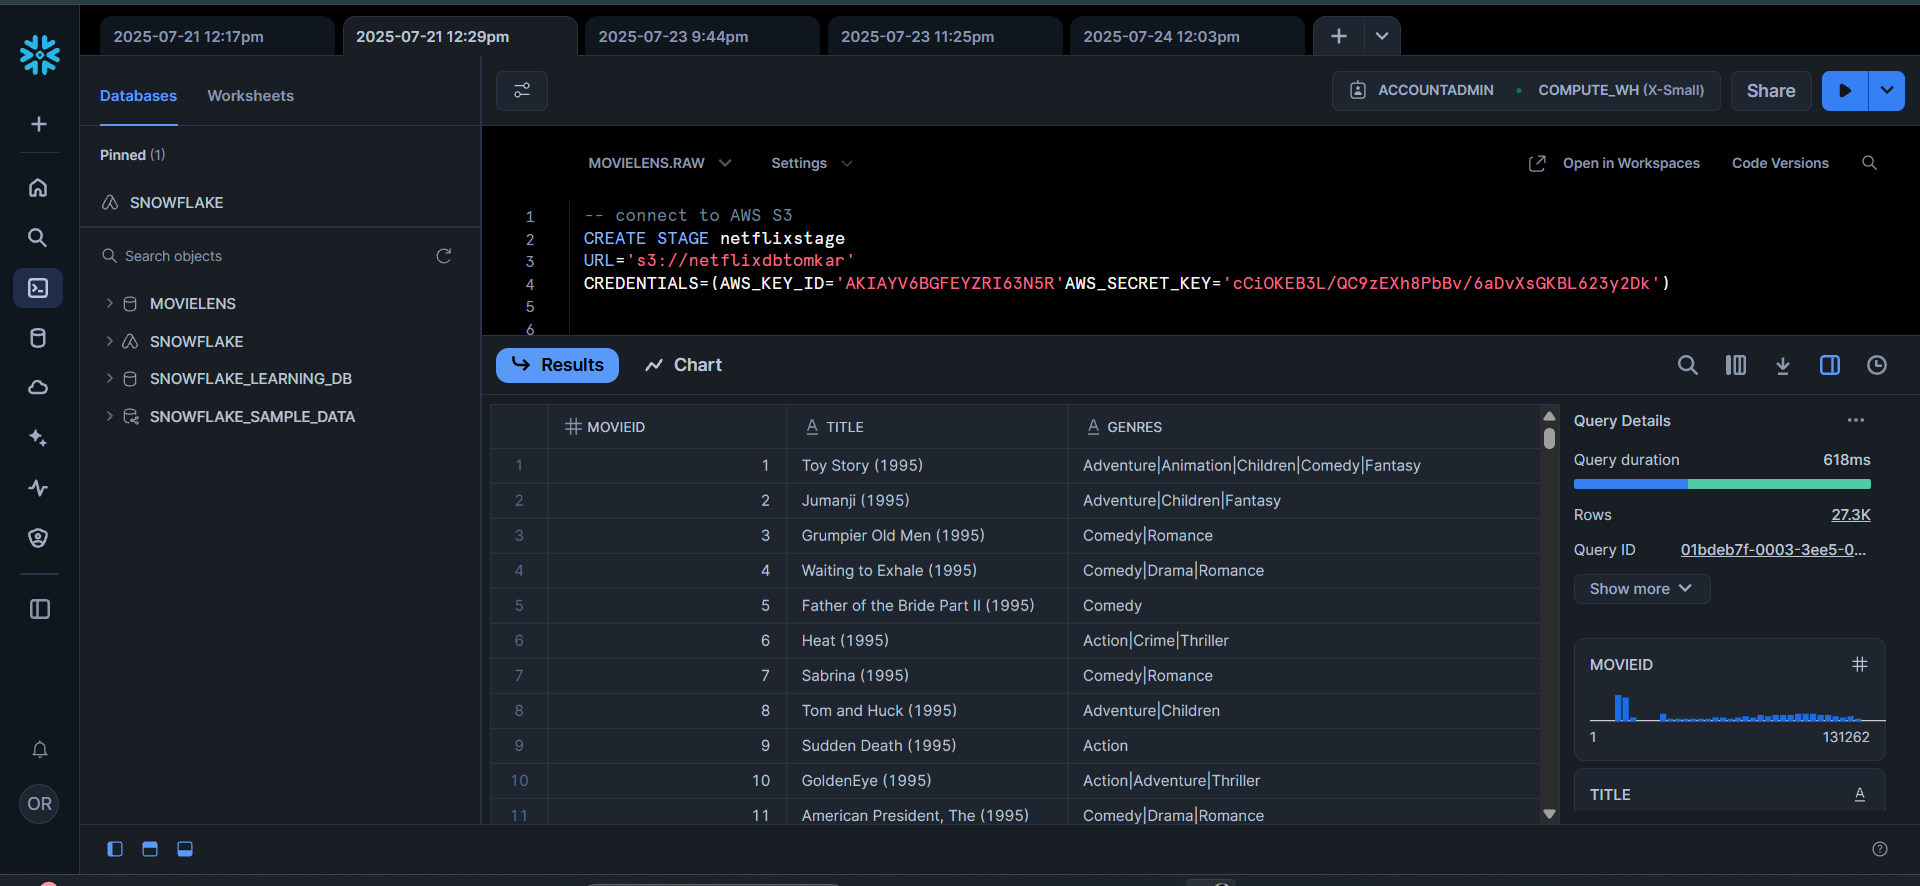 2025-07-21 12:17pm
2025-07-21 12:29pm
2025-07-23 9:44pm
2025-07-23 11:25pm
2025-07-24 12:03pm
Databases
Worksheets
ACCOUNTADMIN
COMPUTE_WH (X-Small)
Share
Pinned (1)
SNOWFLAKE
Search objects
MOVIELENS
SNOWFLAKE
SNOWFLAKE_LEARNING_DB
SNOWFLAKE_SAMPLE_DATA
OR
MOVIELENS.RAW
Settings
Open in Workspaces
Code Versions
1 -- connect to AWS S3
2 CREATE STAGE netflixstage
3 URL='s3://netflixdbtomkar'
4 CREDENTIALS=(AWS_KEY_ID='AKIAYV6BGFEYZRI63N5R'AWS_SECRET_KEY='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')
5
6
Results
Chart
MOVIEID TITLE GENRES
1 1 Toy Story (1995) Adventure|Animation|Children|Comedy|Fantasy
2 2 Jumanji (1995) Adventure|Children|Fantasy
3 3 Grumpier Old Men (1995) Comedy|Romance
4 4 Waiting to Exhale (1995) Comedy|Drama|Romance
5 5 Father of the Bride Part II (1995) Comedy
6 6 Heat (1995) Action|Crime|Thriller
7 7 Sabrina (1995) Comedy|Romance
8 8 Tom and Huck (1995) Adventure|Children
9 9 Sudden Death (1995) Action
10 10 GoldenEye (1995) Action|Adventure|Thriller
11 11 American President, The (1995) Comedy|Drama|Romance
Query Details
Query duration 618ms
Rows 27.3K
Query ID 01bdeb7f-0003-3ee5-0...
Show more
MOVIEID
1 131262
TITLE